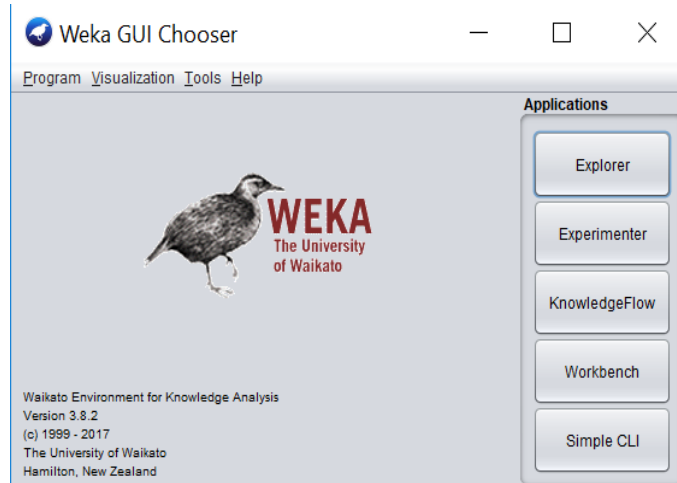 Weka GUI Chooser
Program Visualization Tools Help
Applications
Explorer
Experimenter
KnowledgeFlow
Workbench
Simple CLI
WEKA
The University
of Waikato
Waikato Environment for Knowledge Analysis
Version 3.8.2
(c) 1999 - 2017
The University of Waikato
Hamilton, New Zealand